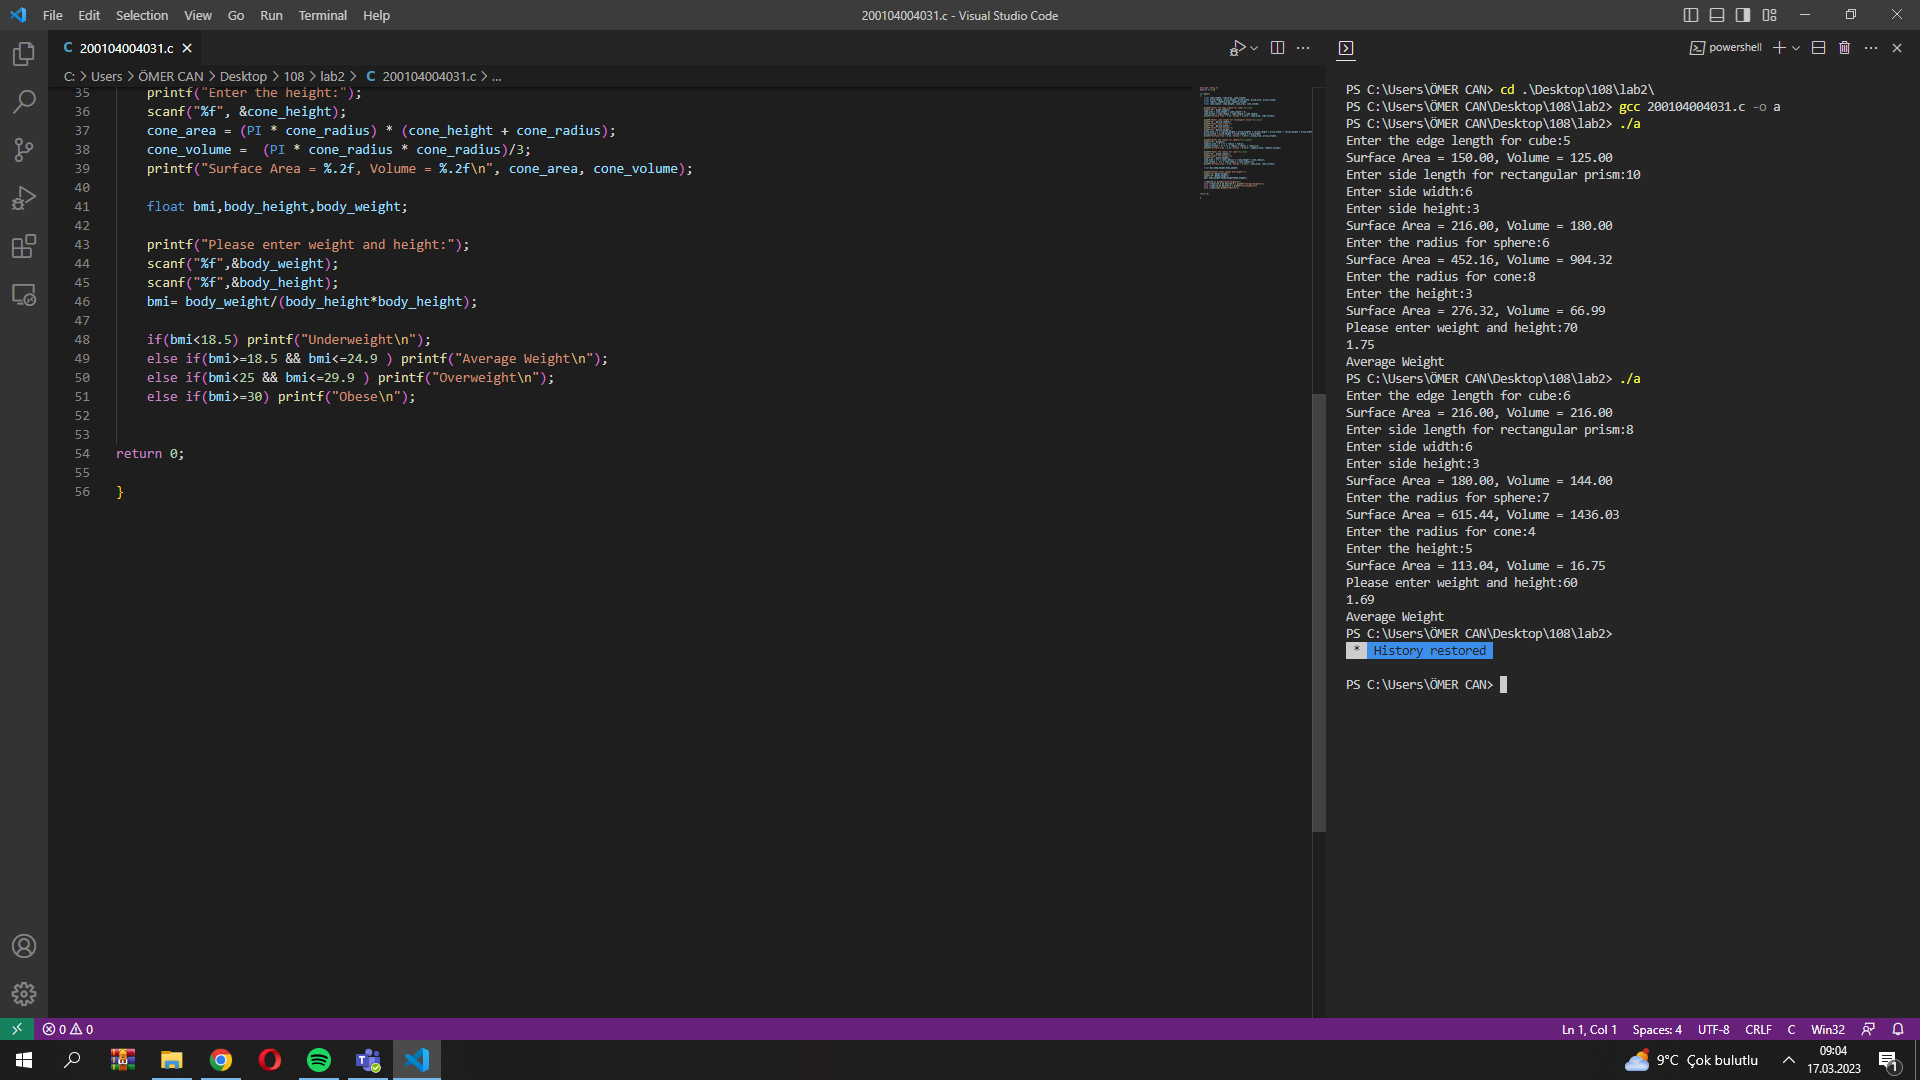 File Edit Selection View Go Run Terminal Help
200104004031.c - Visual Studio Code
C 200104004031.c
C: > Users > ÖMER CAN > Desktop > 108 > lab2 > C 200104004031.c > ...
35 printf("Enter the height:");
36 scanf("%f", &cone_height);
37 cone_area = (PI * cone_radius) * (cone_height + cone_radius);
38 cone_volume =  (PI * cone_radius * cone_radius)/3;
39 printf("Surface Area = %.2f, Volume = %.2f\n", cone_area, cone_volume);
40
41 float bmi,body_height,body_weight;
42
43 printf("Please enter weight and height:");
44 scanf("%f",&body_weight);
45 scanf("%f",&body_height);
46 bmi= body_weight/(body_height*body_height);
47
48 if(bmi<18.5) printf("Underweight\n");
49 else if(bmi>=18.5 && bmi<=24.9 ) printf("Average Weight\n");
50 else if(bmi<25 && bmi<=29.9 ) printf("Overweight\n");
51 else if(bmi>=30) printf("Obese\n");
52
53
54 return 0;
55
56 }
powershell
PS C:\Users\ÖMER CAN> cd .\Desktop\108\lab2\
PS C:\Users\ÖMER CAN\Desktop\108\lab2> gcc 200104004031.c -o a
PS C:\Users\ÖMER CAN\Desktop\108\lab2> ./a
Enter the edge length for cube:5
Surface Area = 150.00, Volume = 125.00
Enter side length for rectangular prism:10
Enter side width:6
Enter side height:3
Surface Area = 216.00, Volume = 180.00
Enter the radius for sphere:6
Surface Area = 452.16, Volume = 904.32
Enter the radius for cone:8
Enter the height:3
Surface Area = 276.32, Volume = 66.99
Please enter weight and height:70
1.75
Average Weight
PS C:\Users\ÖMER CAN\Desktop\108\lab2> ./a
Enter the edge length for cube:6
Surface Area = 216.00, Volume = 216.00
Enter side length for rectangular prism:8
Enter side width:6
Enter side height:3
Surface Area = 180.00, Volume = 144.00
Enter the radius for sphere:7
Surface Area = 615.44, Volume = 1436.03
Enter the radius for cone:4
Enter the height:5
Surface Area = 113.04, Volume = 16.75
Please enter weight and height:60
1.69
Average Weight
PS C:\Users\ÖMER CAN\Desktop\108\lab2>
* History restored
PS C:\Users\ÖMER CAN>
0 0
Ln 1, Col 1 Spaces: 4 UTF-8 CRLF C Win32
9°C Çok bulutlu
09:04
17.03.2023
1